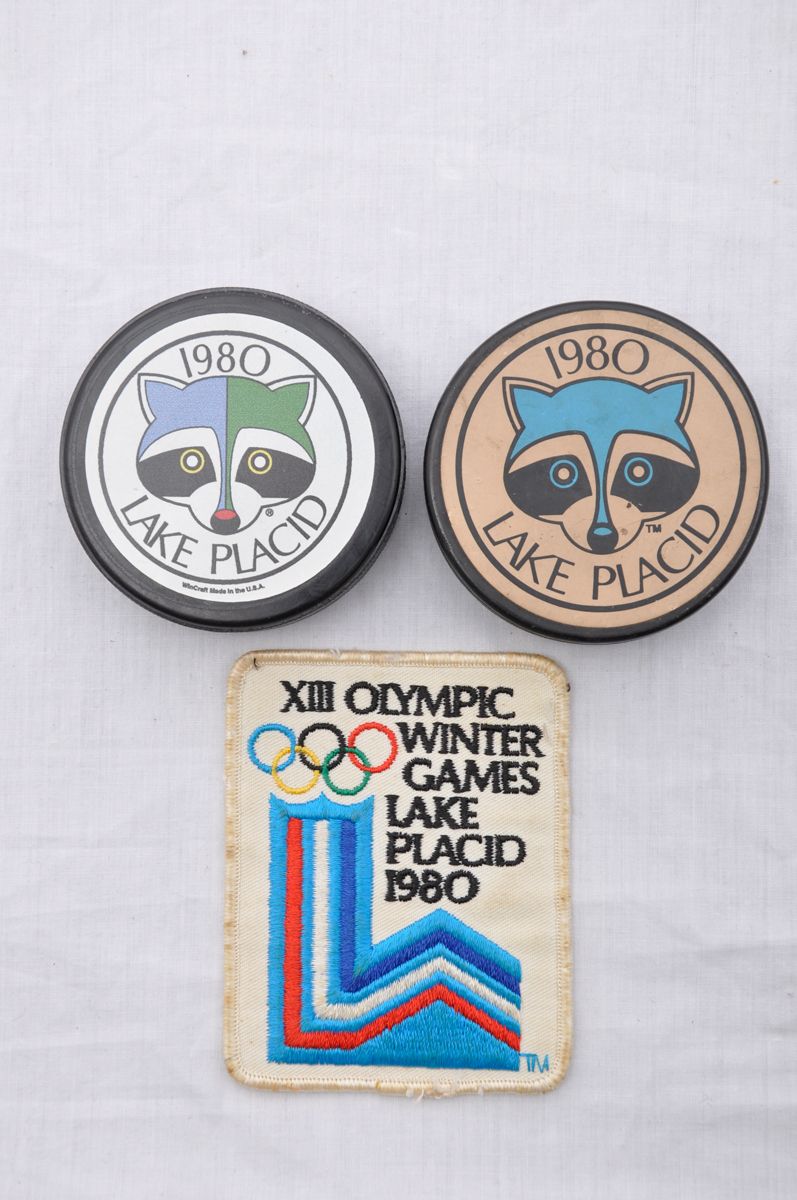 1980
LAKE PLACID
®
WinCraft Made in the U.S.A.
1980
LAKE PLACID
TM
XIII OLYMPIC
WINTER
GAMES
LAKE
PLACID
1980
TM